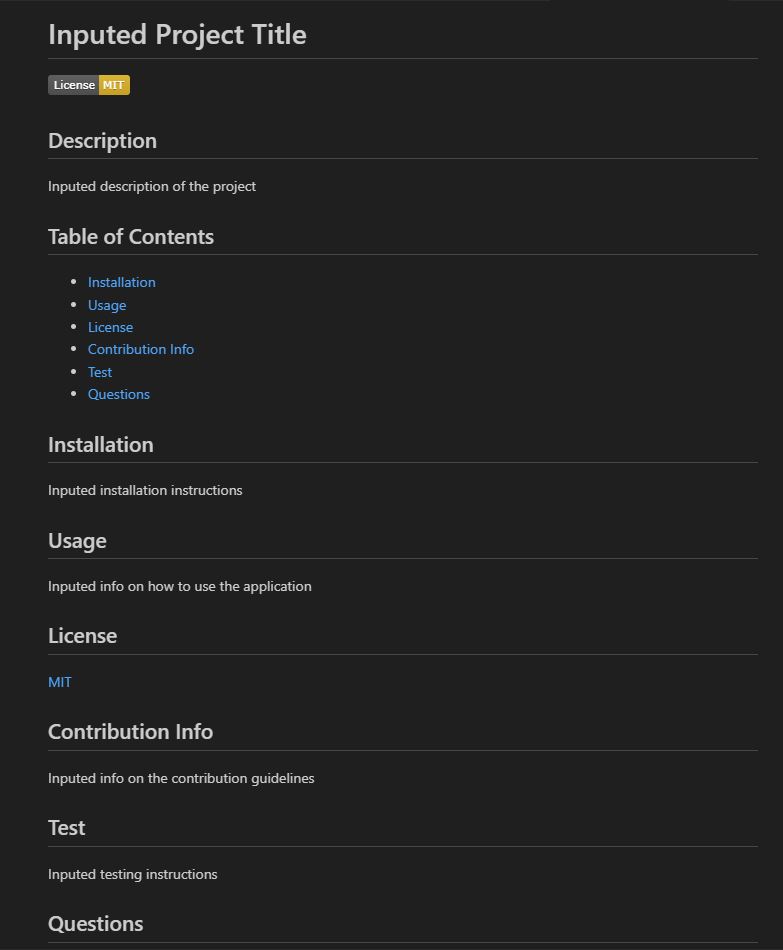 Inputed Project Title
License MIT
Description
Inputed description of the project
Table of Contents
Installation
Usage
License
Contribution Info
Test
Questions
Installation
Inputed installation instructions
Usage
Inputed info on how to use the application
License
MIT
Contribution Info
Inputed info on the contribution guidelines
Test
Inputed testing instructions
Questions